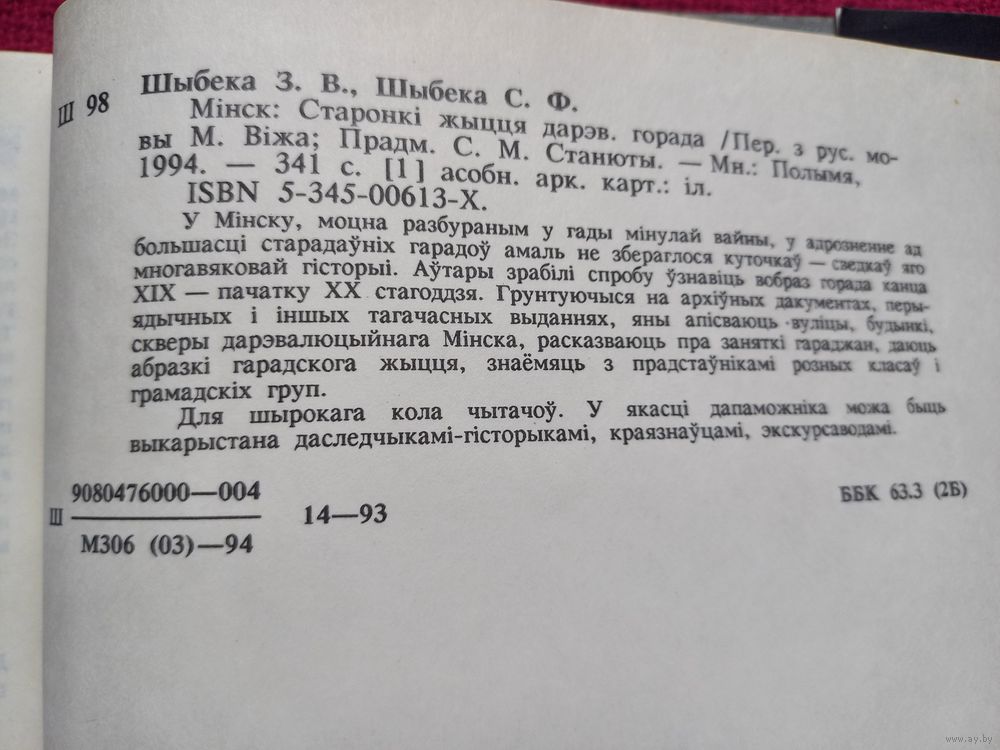 Ш 98
Шыбека З. В., Шыбека С. Ф.
Мінск: Старонкі жыцця дарэв. горада /Пер. з рус. мо-
вы М. Віжа; Прадм. С. М. Станюты. — Мн.: Полымя,
1994. — 341 с. [1] асобн. арк. карт.: іл.
ISBN 5-345-00613-X.
У Мінску, моцна разбураным у гады мінулай вайны, у адрозненне ад
большасці старадаўніх гарадоў амаль не збераглося куточкаў — сведкаў яго
многавяковай гісторыі. Аўтары зрабілі спробу ўзнавіць вобраз горада канца
XIX — пачатку XX стагоддзя. Грунтуючыся на архіўных дакументах, перы-
ядычных і іншых тагачасных выданнях, яны апісваюць вуліцы, будынкі,
скверы дарэвалюцыйнага Мінска, расказваюць пра заняткі гараджан, даюць
абразкі гарадскога жыцця, знаёмяць з прадстаўнікамі розных класаў і
грамадскіх груп.
Для шырокага кола чытачоў. У якасці дапаможніка можа быць
выкарыстана даследчыкамі-гісторыкамі, краязнаўцамі, экскурсаводамі.
9080476000—004
Ш 14—93
М306 (03)—94
ББК 63.3 (2Б)
www.ay.by